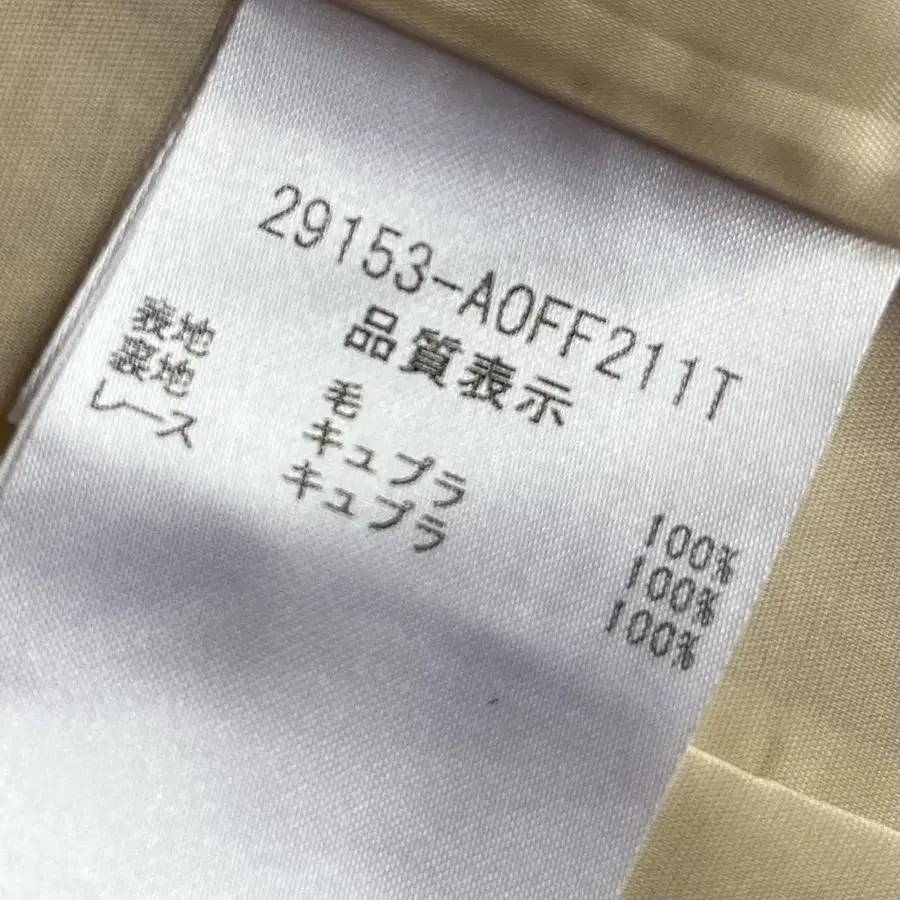 29153-A0FF211T
品質表示
表地 毛 100%
裏地 キュプラ 100%
レース キュプラ 100%